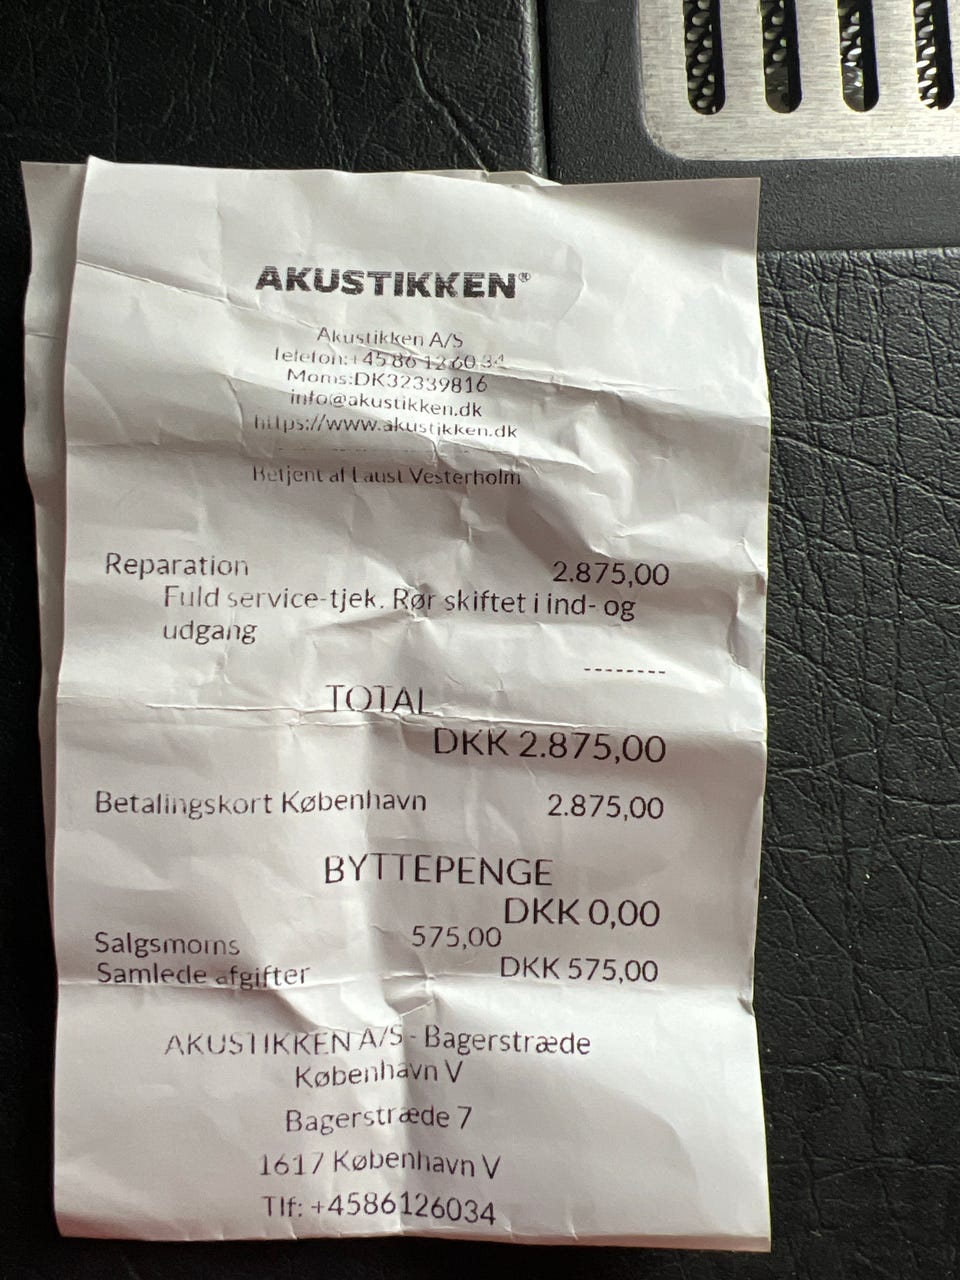 AKUSTIKKEN®
Akustikken A/S
Telefon:+45 86 12 60 34
Moms:DK32339816
info@akustikken.dk
https://www.akustikken.dk
Betjent af Laust Vesterholm
Reparation 2.875,00
Fuld service-tjek. Rør skiftet i ind- og
udgang
--------
TOTAL
DKK 2.875,00
Betalingskort København 2.875,00
BYTTEPENGE
DKK 0,00
Salgsmoms 575,00
Samlede afgifter DKK 575,00
AKUSTIKKEN A/S - Bagerstræde
København V
Bagerstræde 7
1617 København V
Tlf: +4586126034